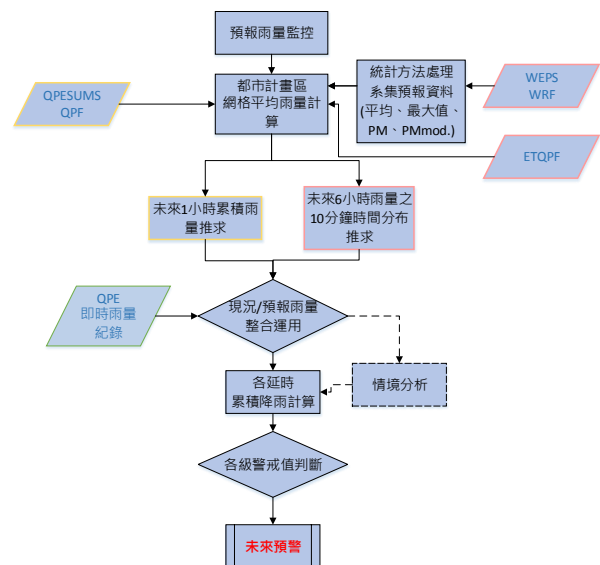 預報雨量監控
QPESUMS
QPF
都市計畫區
網格平均雨量計
算
統計方法處理
系集預報資料
(平均、最大值、
PM、PMmod.)
WEPS
WRF
ETQPF
未來1小時累積雨
量推求
未來6小時雨量之
10分鐘時間分布
推求
QPE
即時雨量
紀錄
現況/預報雨量
整合運用
各延時
累積降雨計算
情境分析
各級警戒值判斷
未來預警